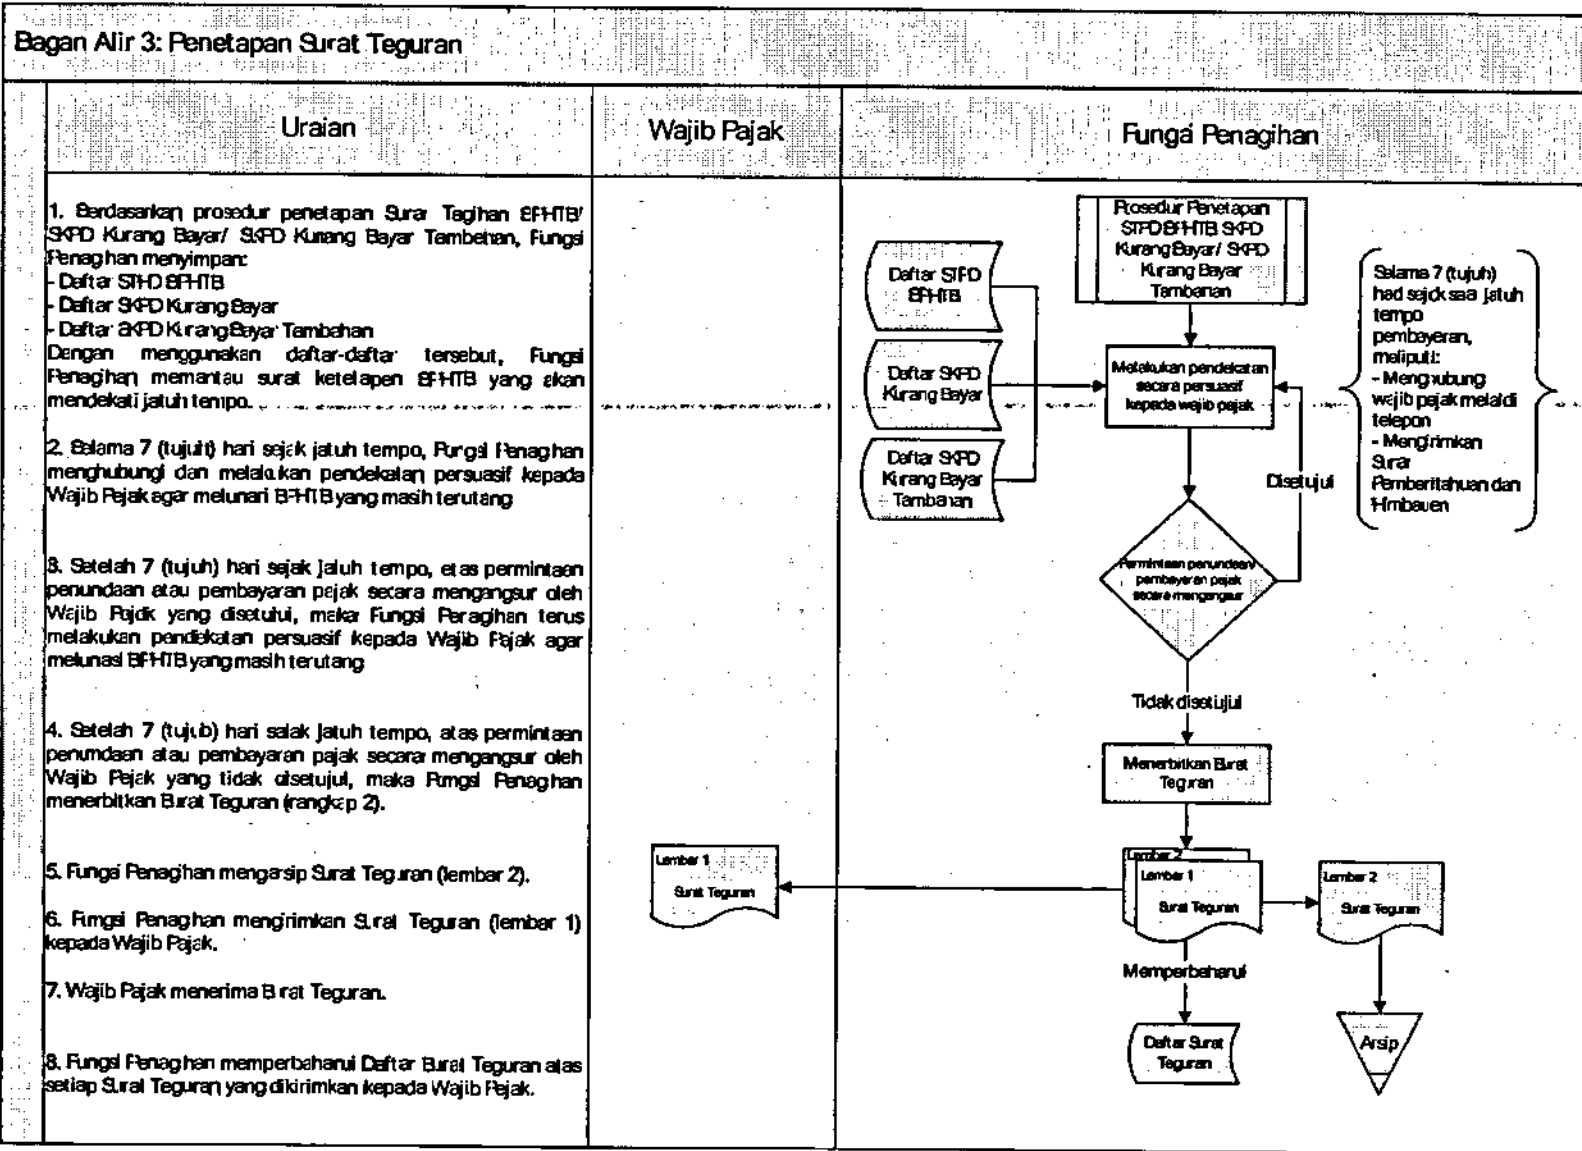 Bagan Alir 3: Penetapan Surat Teguran
Uraian
Wajib Pajak
Fungsi Penagihan
1. Berdasarkan prosedur penetapan Surat Tagihan BPHTB/
SKPD Kurang Bayar/ SKPD Kurang Bayar Tambahan, Fungsi
Penagihan menyimpan:
- Daftar STPD BPHTB
- Daftar SKPD Kurang Bayar
- Daftar SKPD Kurang Bayar Tambahan
Dengan menggunakan daftar-daftar tersebut, Fungsi
Penagihan memantau surat ketetapan BPHTB yang akan
mendekati jatuh tempo.
2. Selama 7 (tujuh) hari sejak jatuh tempo, Fungsi Penagihan
menghubungi dan melakukan pendekatan persuasif kepada
Wajib Pajak agar melunasi BPHTB yang masih terutang
3. Setelah 7 (tujuh) hari sejak jatuh tempo, atas permintaan
penundaan atau pembayaran pajak secara mengangsur oleh
Wajib Pajak yang disetujui, maka Fungsi Penagihan terus
melakukan pendekatan persuasif kepada Wajib Pajak agar
melunasi BPHTB yang masih terutang
4. Setelah 7 (tujuh) hari sejak jatuh tempo, atas permintaan
penundaan atau pembayaran pajak secara mengangsur oleh
Wajib Pajak yang tidak disetujui, maka Fungsi Penagihan
menerbitkan Surat Teguran (rangkap 2).
5. Fungsi Penagihan mengarsip Surat Teguran (lembar 2).
6. Fungsi Penagihan mengirimkan Surat Teguran (lembar 1)
kepada Wajib Pajak.
7. Wajib Pajak menerima Surat Teguran.
8. Fungsi Penagihan memperbaharui Daftar Surat Teguran atas
setiap Surat Teguran yang dikirimkan kepada Wajib Pajak.
Lembar 1
Surat Teguran
Prosedur Penetapan
STPD BPHTB SKPD
Kurang Bayar/ SKPD
Kurang Bayar
Tambahan
Daftar STPD
BPHTB
Daftar SKPD
Kurang Bayar
Daftar SKPD
Kurang Bayar
Tambahan
Melakukan pendekatan
secara persuasif
kepada wajib pajak
Selama 7 (tujuh)
hari sejak saat jatuh
tempo
pembayaran,
meliputi:
- Menghubungi
wajib pajak melalui
telepon
- Mengirimkan
Surat
Pemberitahuan dan
Himbauan
Disetujui
Permintaan penundaan/
pembayaran pajak
secara mengangsur
Tidak disetujui
Menerbitkan Surat
Teguran
Lembar 2
Lembar 1
Surat Teguran
Lembar 2
Surat Teguran
Memperbaharui
Daftar Surat
Teguran
Arsip